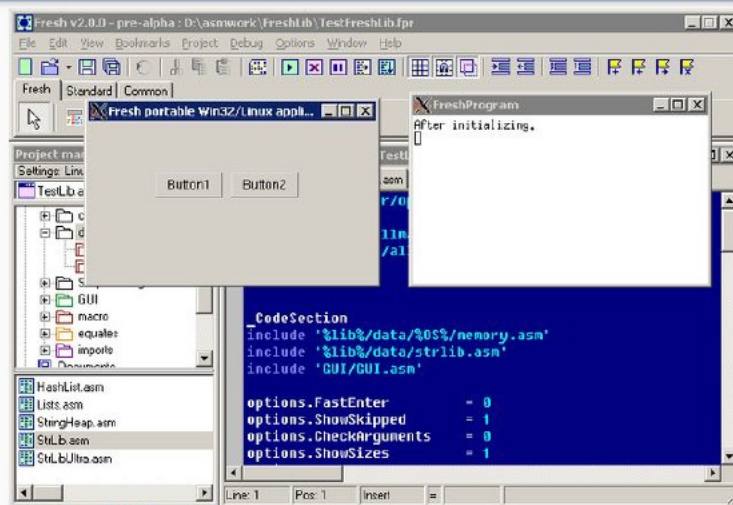 Fresh v2.0.0 - pre-alpha : D:\asmwork\FreshLib\TestFreshLib.fpr
File Edit View Bookmarks Project Debug Options Window Help
Fresh Standard Common
Fresh portable Win32/Linux appli...
Button1 Button2
FreshProgram
After initializing.
Project
Settings:
TestLib
.asm
GUI
macro
equates
imports
_CodeSection
include '%lib%/data/%OS%/memory.asm'
include '%lib%/data/strlib.asm'
include 'GUI/GUI.asm'
options.FastEnter = 0
options.ShowSkipped = 1
options.CheckArguments = 0
options.ShowSizes = 1
HashList.asm
Lists.asm
StringHeap.asm
StrLib.asm
StrLibUltra.asm
Line: 1 Pos: 1 Insert =